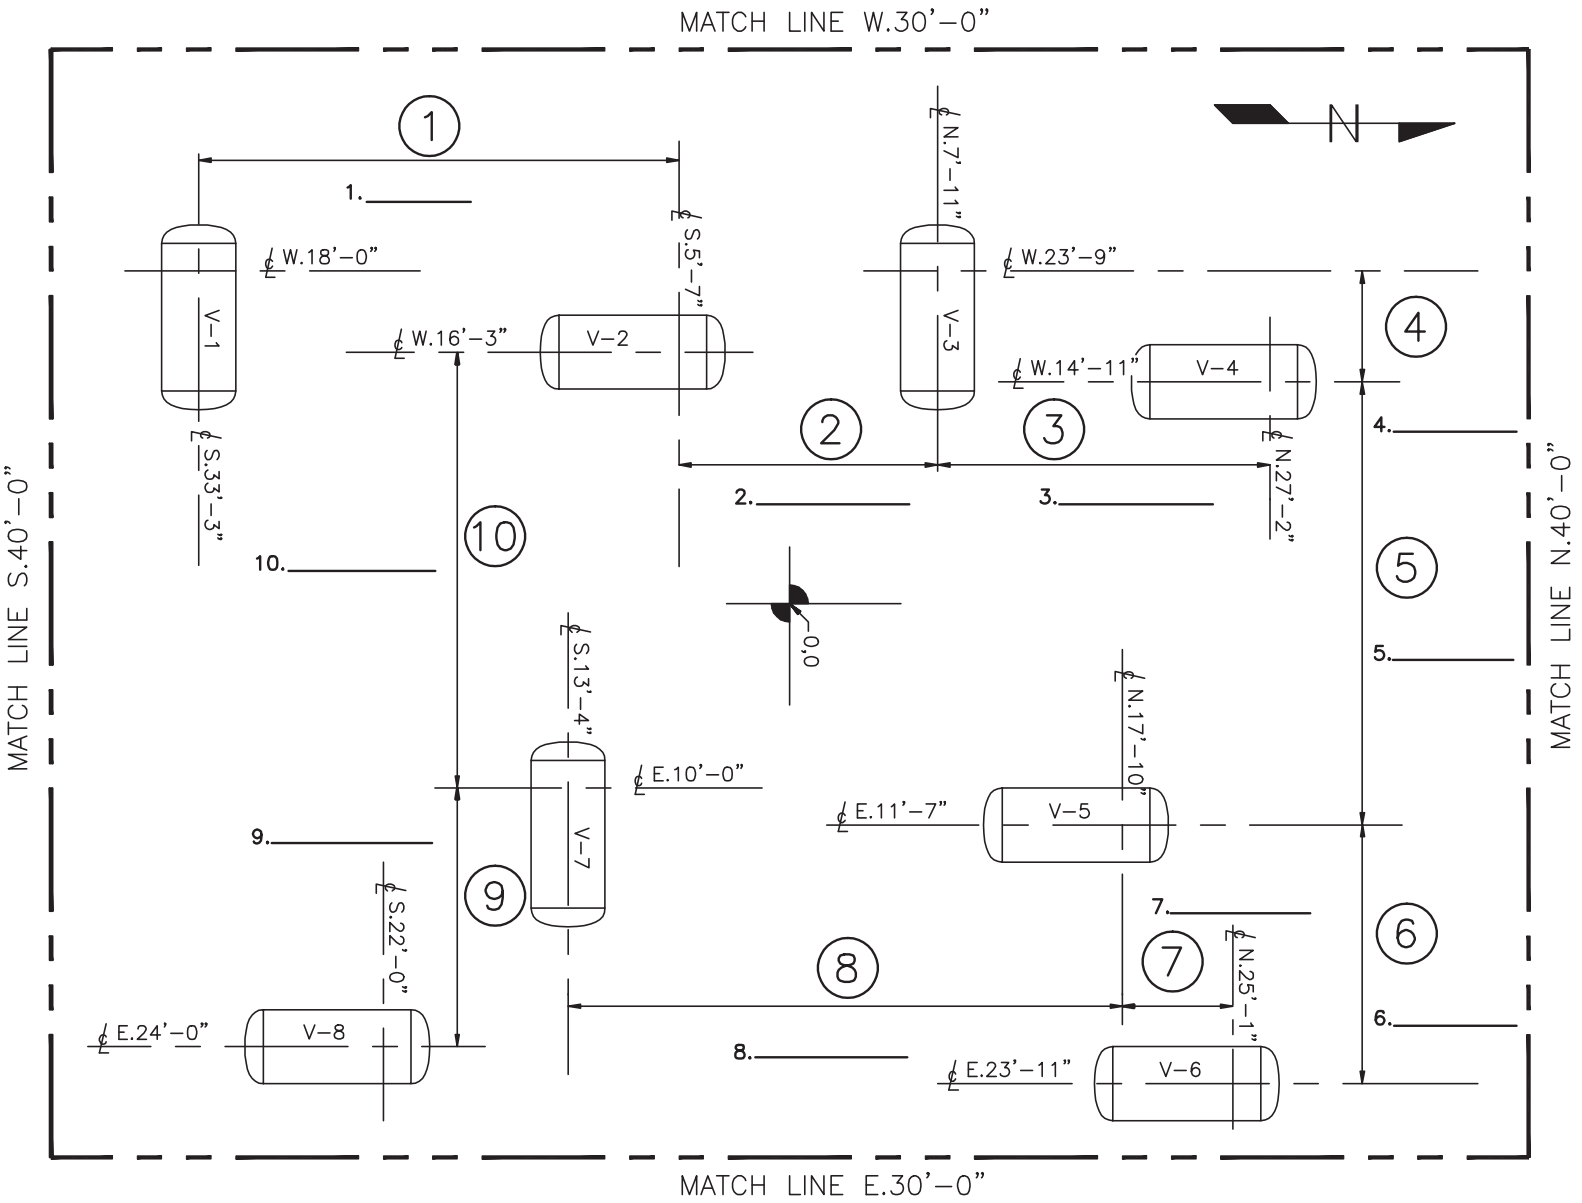 MATCH LINE W.30'-0"
1
N
℄ N.7'-11"
1.
℄ S.5'-7"
℄ W.18'-0"
℄ W.23'-9"
V-1
℄ W.16'-3"
V-2
V-3
4
℄ W.14'-11"
V-4
2
3
4.
℄ S.33'-3"
℄ N.27'-2"
2.
3.
MATCH LINE S.40'-0"
MATCH LINE N.40'-0"
10
10.
5
0,0
℄ S.13'-4"
5.
℄ N.17'-10"
℄ E.10'-0"
℄ E.11'-7"
V-5
9.
V-7
℄ S.22'-0"
9
7.
6
8
7
℄ N.25'-1"
℄ E.24'-0"
V-8
6.
8.
℄ E.23'-11"
V-6
MATCH LINE E.30'-0"